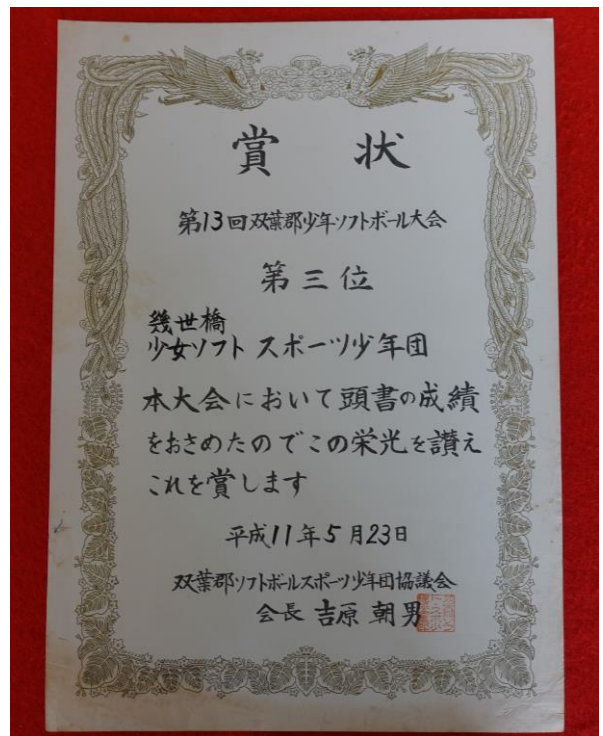 賞 状
第13回双葉郡少年ソフトボール大会
第三位
幾世橋
少女ソフト スポーツ少年団
本大会において頭書の成績
をおさめたのでこの栄光を讃え
これを賞します
平成11年5月23日
双葉郡ソフトボールスポーツ少年団協議会
会長 吉原 朝男